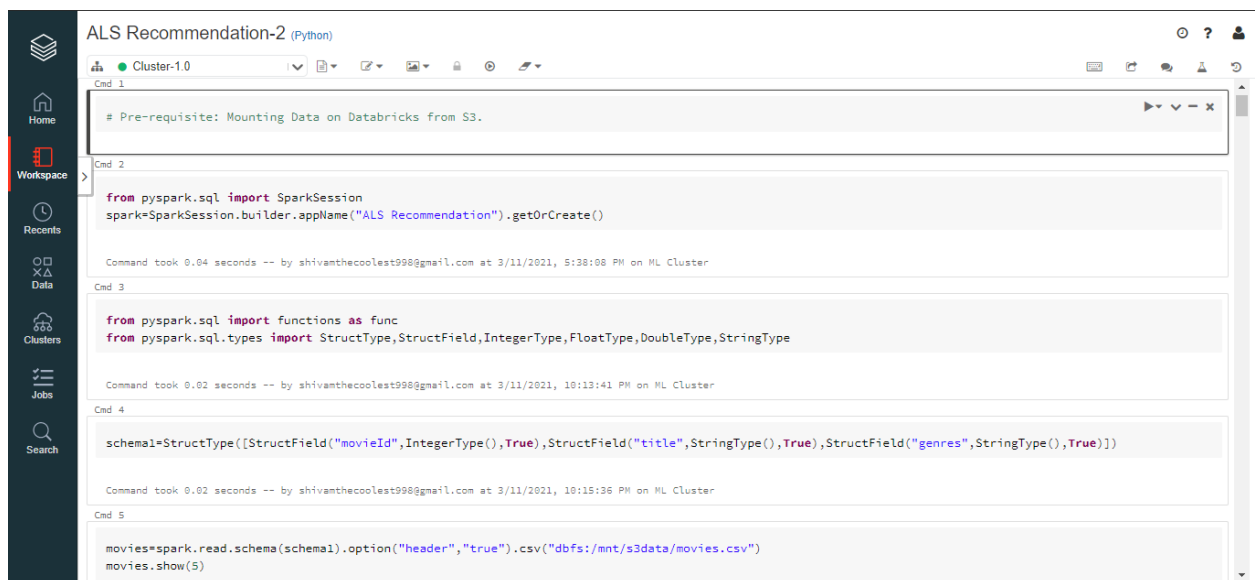 ALS Recommendation-2 (Python)
?
Cluster-1.0
Cmd 1
# Pre-requisite: Mounting Data on Databricks from S3.
Home
Workspace
Recents
Data
Clusters
Jobs
Search
Cmd 2
from pyspark.sql import SparkSession
spark=SparkSession.builder.appName("ALS Recommendation").getOrCreate()
Command took 0.04 seconds -- by shivamthecoolest998@gmail.com at 3/11/2021, 5:38:08 PM on ML Cluster
Cmd 3
from pyspark.sql import functions as func
from pyspark.sql.types import StructType,StructField,IntegerType,FloatType,DoubleType,StringType
Command took 0.02 seconds -- by shivamthecoolest998@gmail.com at 3/11/2021, 10:13:41 PM on ML Cluster
Cmd 4
schema1=StructType([StructField("movieId",IntegerType(),True),StructField("title",StringType(),True),StructField("genres",StringType(),True)])
Command took 0.02 seconds -- by shivamthecoolest998@gmail.com at 3/11/2021, 10:15:36 PM on ML Cluster
Cmd 5
movies=spark.read.schema(schema1).option("header","true").csv("dbfs:/mnt/s3data/movies.csv")
movies.show(5)